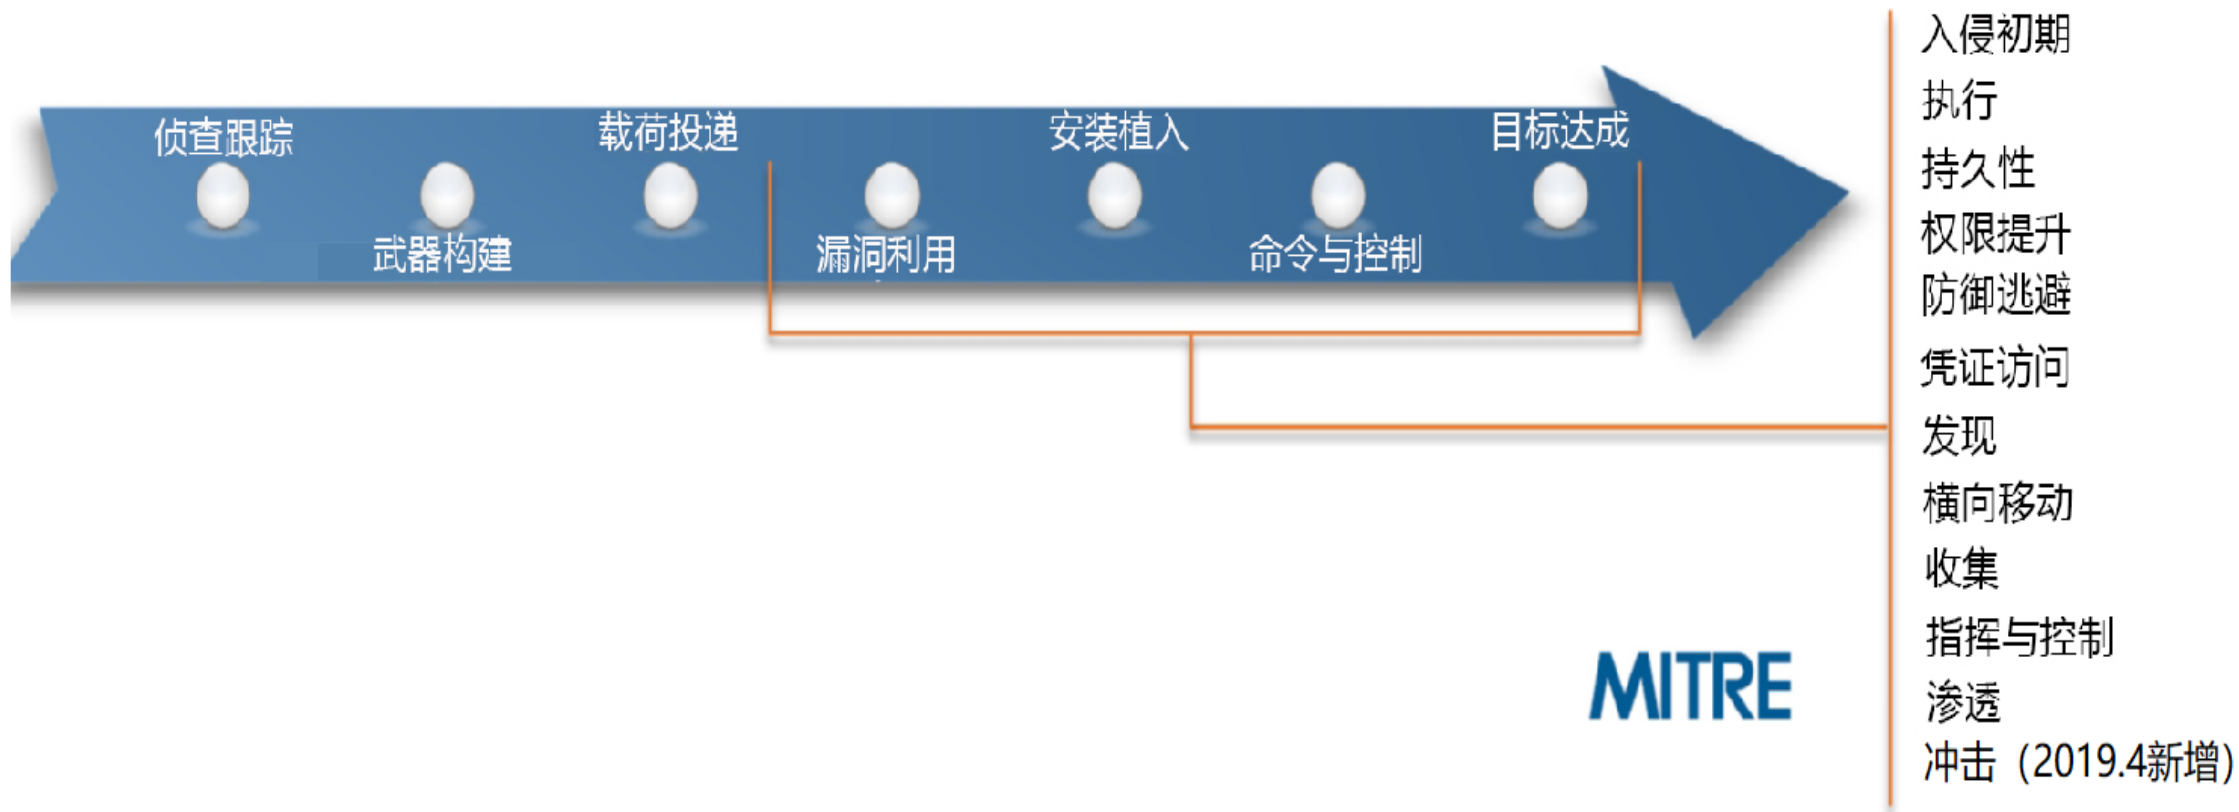 侦查跟踪
武器构建
载荷投递
漏洞利用
安装植入
命令与控制
目标达成
入侵初期
执行
持久性
权限提升
防御逃避
凭证访问
发现
横向移动
收集
指挥与控制
渗透
冲击（2019.4新增）
MITRE